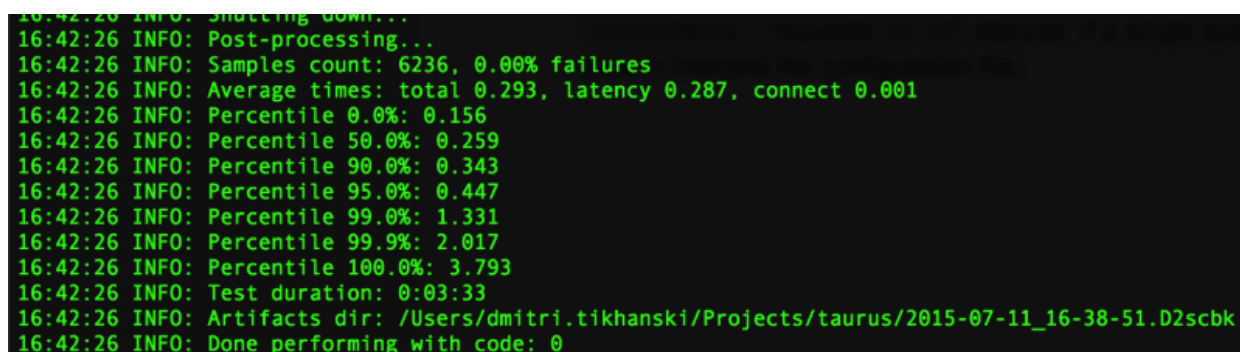 16:42:26 INFO: Shutting down...
16:42:26 INFO: Post-processing...
16:42:26 INFO: Samples count: 6236, 0.00% failures
16:42:26 INFO: Average times: total 0.293, latency 0.287, connect 0.001
16:42:26 INFO: Percentile 0.0%: 0.156
16:42:26 INFO: Percentile 50.0%: 0.259
16:42:26 INFO: Percentile 90.0%: 0.343
16:42:26 INFO: Percentile 95.0%: 0.447
16:42:26 INFO: Percentile 99.0%: 1.331
16:42:26 INFO: Percentile 99.9%: 2.017
16:42:26 INFO: Percentile 100.0%: 3.793
16:42:26 INFO: Test duration: 0:03:33
16:42:26 INFO: Artifacts dir: /Users/dmitri.tikhanski/Projects/taurus/2015-07-11_16-38-51.D2scbk
16:42:26 INFO: Done performing with code: 0